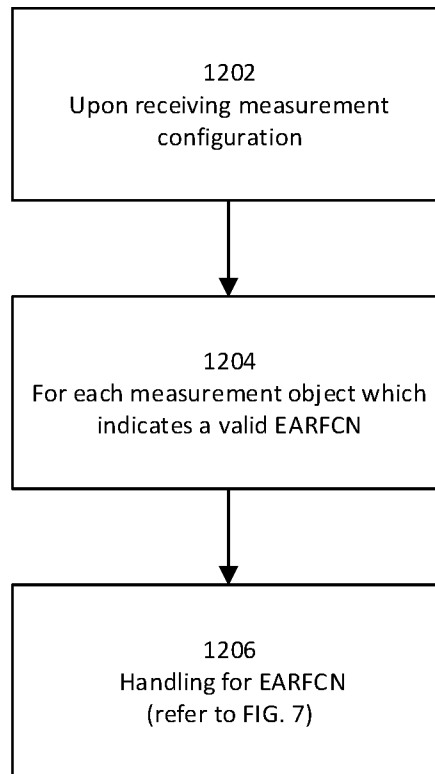 1202
Upon receiving measurement
configuration
1204
For each measurement object which
indicates a valid EARFCN
1206
Handling for EARFCN
(refer to FIG. 7)